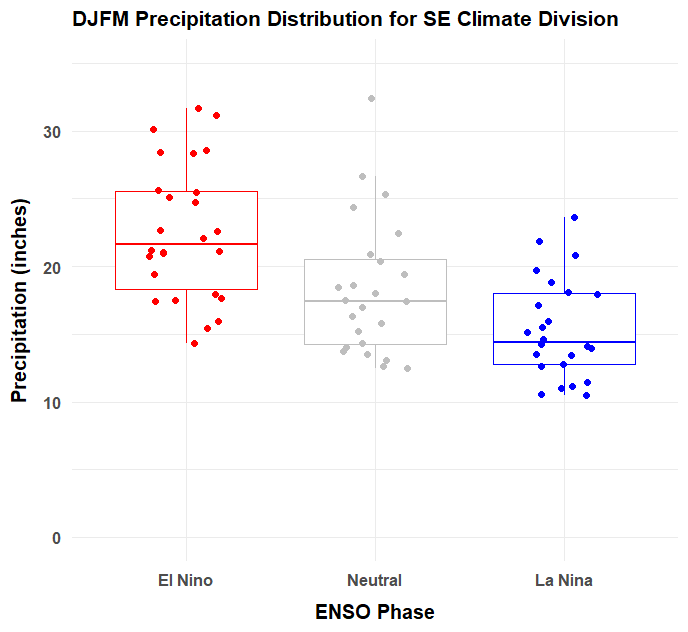 DJFM Precipitation Distribution for SE Climate Division
Precipitation (inches)
30
20
10
0
El Nino
Neutral
La Nina
ENSO Phase